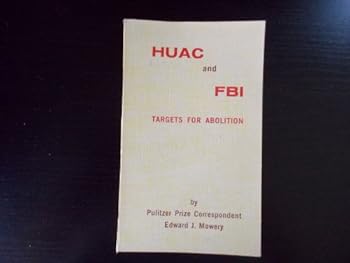 HUAC
and
FBI
TARGETS FOR ABOLITION
by
Pulitzer Prize Correspondent
Edward J. Mowery